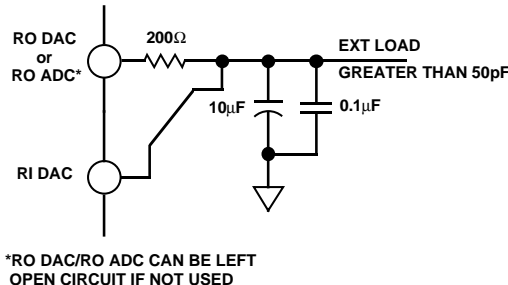 RO DAC
or
RO ADC*
200Ω
EXT LOAD
GREATER THAN 50pF
10μF
0.1μF
RI DAC
*RO DAC/RO ADC CAN BE LEFT
OPEN CIRCUIT IF NOT USED